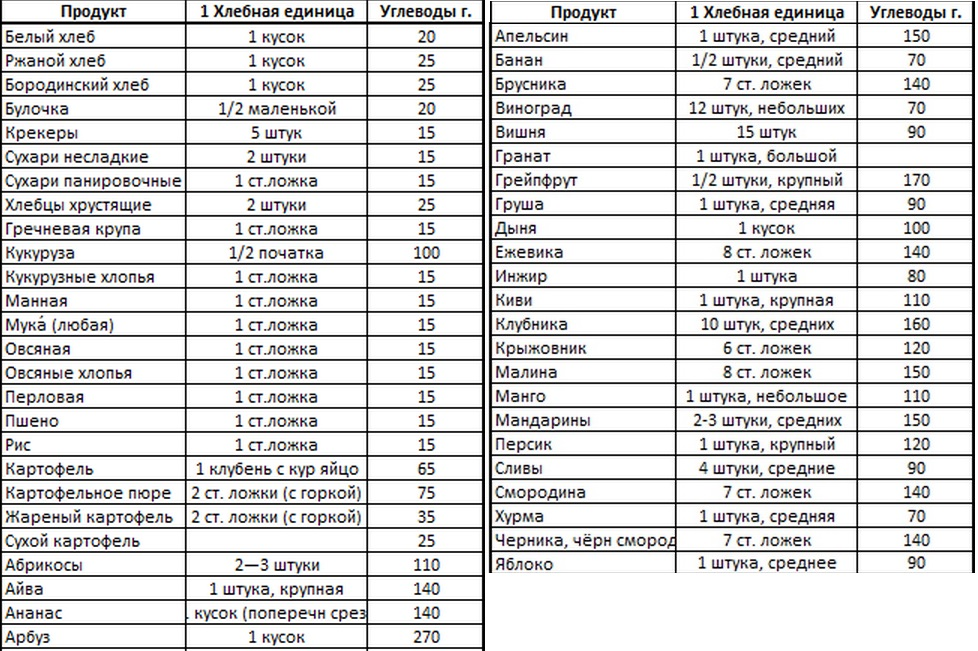 Продукт 1 Хлебная единица Углеводы г.
Белый хлеб 1 кусок 20
Ржаной хлеб 1 кусок 25
Бородинский хлеб 1 кусок 25
Булочка 1/2 маленькой 20
Крекеры 5 штук 15
Сухари несладкие 2 штуки 15
Сухари панировочные 1 ст.ложка 15
Хлебцы хрустящие 2 штуки 25
Гречневая крупа 1 ст.ложка 15
Кукуруза 1/2 початка 100
Кукурузные хлопья 1 ст.ложка 15
Манная 1 ст.ложка 15
Мука́ (любая) 1 ст.ложка 15
Овсяная 1 ст.ложка 15
Овсяные хлопья 1 ст.ложка 15
Перловая 1 ст.ложка 15
Пшено 1 ст.ложка 15
Рис 1 ст.ложка 15
Картофель 1 клубень с кур яйцо 65
Картофельное пюре 2 ст. ложки (с горкой) 75
Жареный картофель 2 ст. ложки (с горкой) 35
Сухой картофель 25
Абрикосы 2—3 штуки 110
Айва 1 штука, крупная 140
Ананас кусок (поперечн срез 140
Арбуз 1 кусок 270
Продукт 1 Хлебная единица Углеводы г.
Апельсин 1 штука, средний 150
Банан 1/2 штуки, средний 70
Брусника 7 ст. ложек 140
Виноград 12 штук, небольших 70
Вишня 15 штук 90
Гранат 1 штука, большой
Грейпфрут 1/2 штуки, крупный 170
Груша 1 штука, средняя 90
Дыня 1 кусок 100
Ежевика 8 ст. ложек 140
Инжир 1 штука 80
Киви 1 штука, крупная 110
Клубника 10 штук, средних 160
Крыжовник 6 ст. ложек 120
Малина 8 ст. ложек 150
Манго 1 штука, небольшое 110
Мандарины 2-3 штуки, средних 150
Персик 1 штука, крупный 120
Сливы 4 штуки, средние 90
Смородина 7 ст. ложек 140
Хурма 1 штука, средняя 70
Черника, чёрн смород 7 ст. ложек 140
Яблоко 1 штука, среднее 90